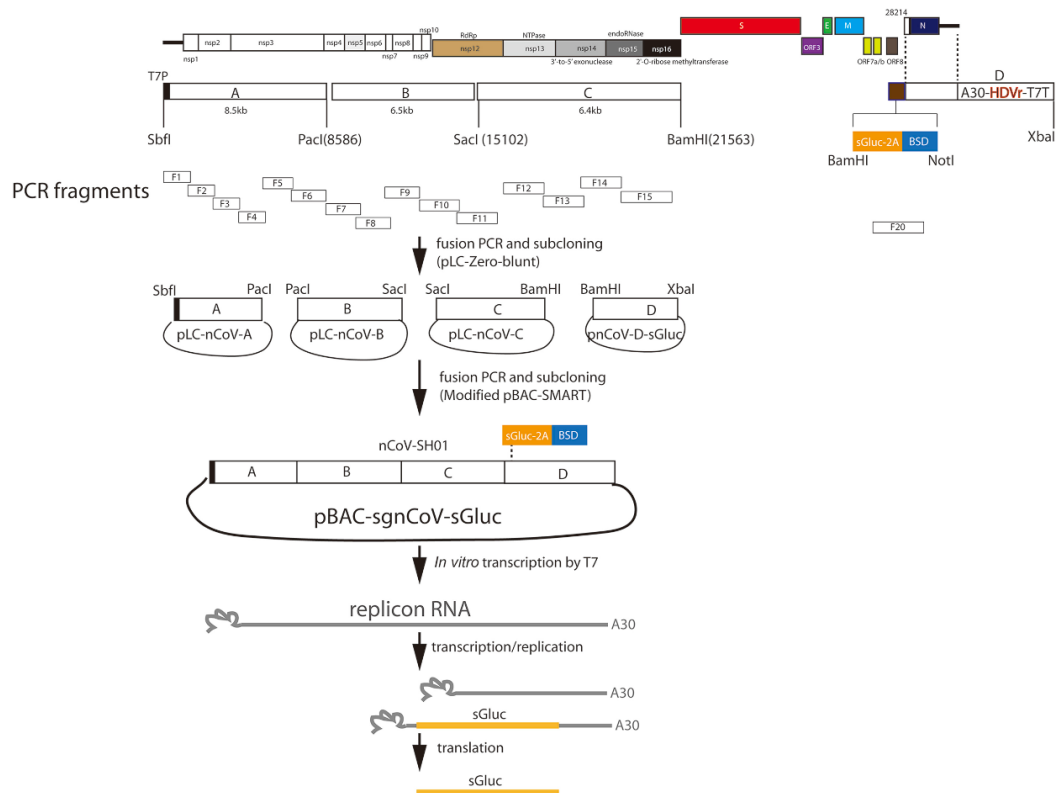 28214
nsp10
S
E
M
N
nsp2
nsp3
nsp4
nsp5
nsp6
nsp8
nsp1
nsp7
nsp9
RdRp
nsp12
NTPase
nsp13
nsp14
3'-to-5' exonuclease
endoRNase
nsp15
nsp16
2'-O-ribose methyltransferase
ORF3
ORF7a/b
ORF8
T7P
A
B
C
D
8.5kb
6.5kb
6.4kb
A30-HDVr-T7T
SbfI
PacI(8586)
SacI (15102)
BamHI(21563)
XbaI
sGluc-2A
BSD
BamHI
NotI
PCR fragments
F1
F2
F3
F4
F5
F6
F7
F8
F9
F10
F11
F12
F13
F14
F15
F20
fusion PCR and subcloning
(pLC-Zero-blunt)
SbfI
PacI
PacI
SacI
SacI
BamHI
BamHI
XbaI
A
B
C
D
pLC-nCoV-A
pLC-nCoV-B
pLC-nCoV-C
pnCoV-D-sGluc
fusion PCR and subcloning
(Modified pBAC-SMART)
nCoV-SH01
sGluc-2A
BSD
A
B
C
D
pBAC-sgnCoV-sGluc
In vitro transcription by T7
replicon RNA
A30
transcription/replication
A30
sGluc
A30
translation
sGluc